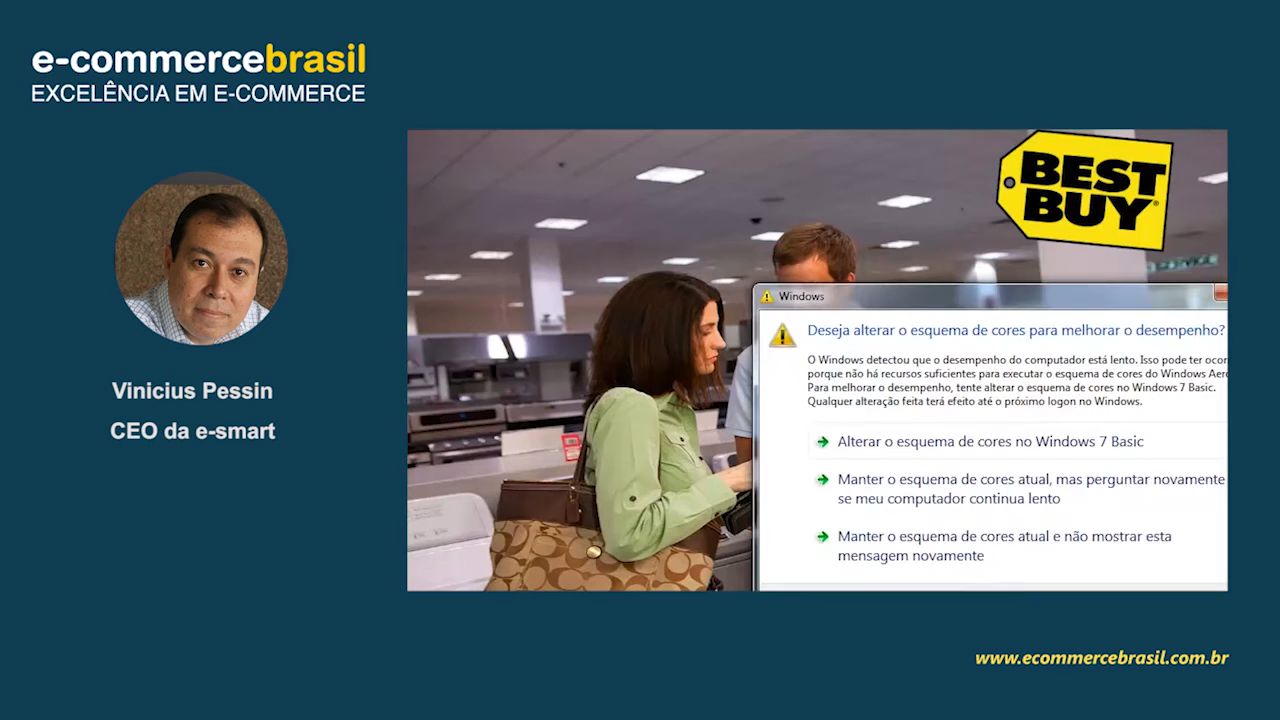 e-commercebrasil
EXCELÊNCIA EM E-COMMERCE
Vinicius Pessin
CEO da e-smart
BEST
BUY
Windows
Deseja alterar o esquema de cores para melhorar o desempenho?
O Windows detectou que o desempenho do computador está lento. Isso pode ter ocor
porque não há recursos suficientes para executar o esquema de cores do Windows Aero
Para melhorar o desempenho, tente alterar o esquema de cores no Windows 7 Basic.
Qualquer alteração feita terá efeito até o próximo logon no Windows.
Alterar o esquema de cores no Windows 7 Basic
Manter o esquema de cores atual, mas perguntar novamente
se meu computador continua lento
Manter o esquema de cores atual e não mostrar esta
mensagem novamente
www.ecommercebrasil.com.br